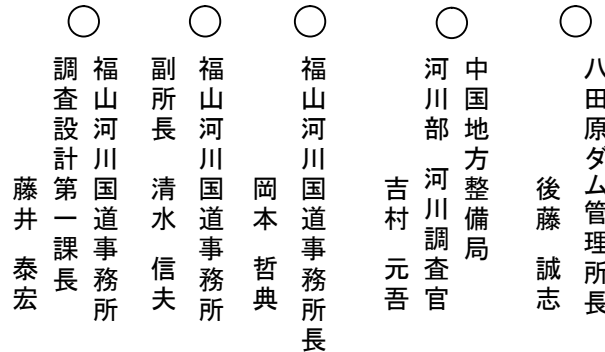 八田原ダム管理所長
後藤　誠志
中国地方整備局
河川部　河川調査官
吉村　元吾
福山河川国道事務所長
岡本　哲典
福山河川国道事務所
副所長　清水　信夫
福山河川国道事務所
調査設計第一課長
藤井　泰宏